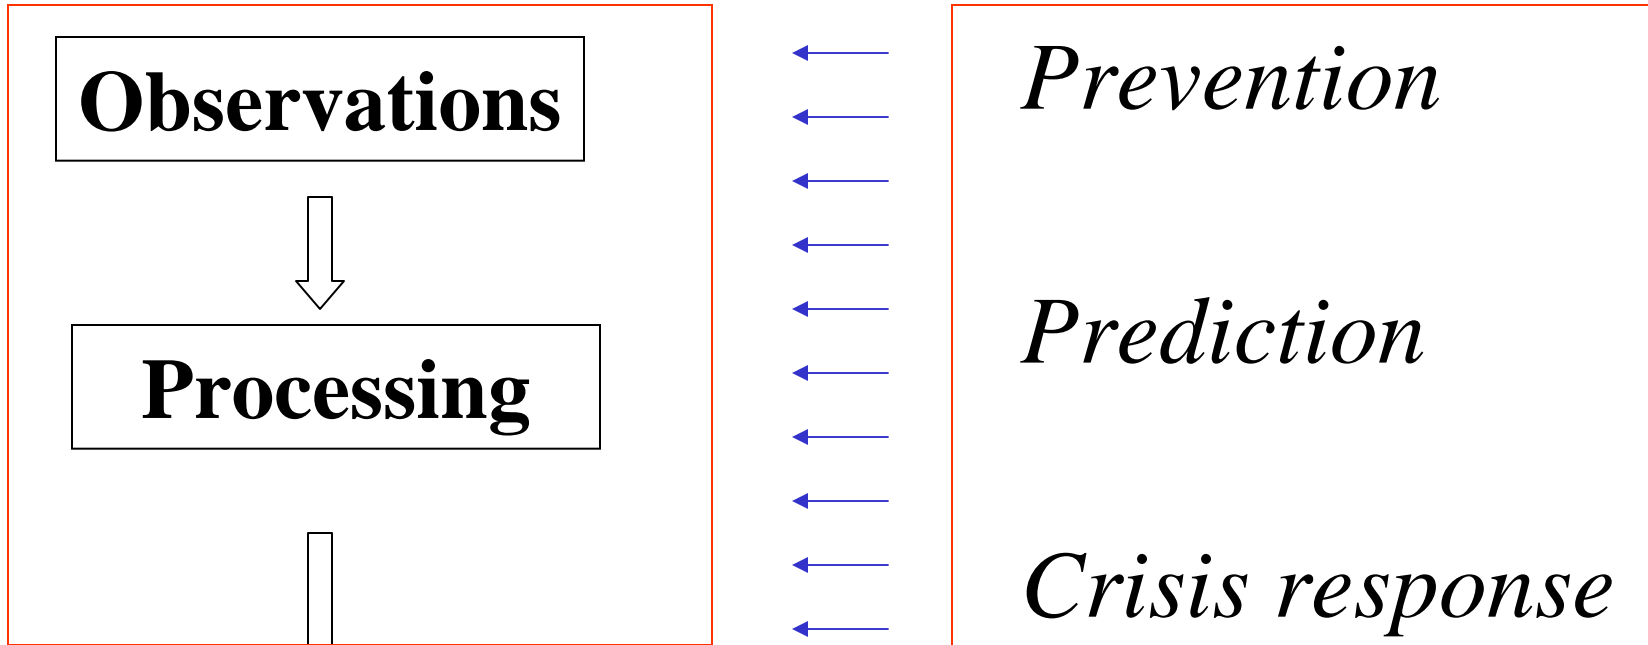 Observations
Processing
Prevention
Prediction
Crisis response